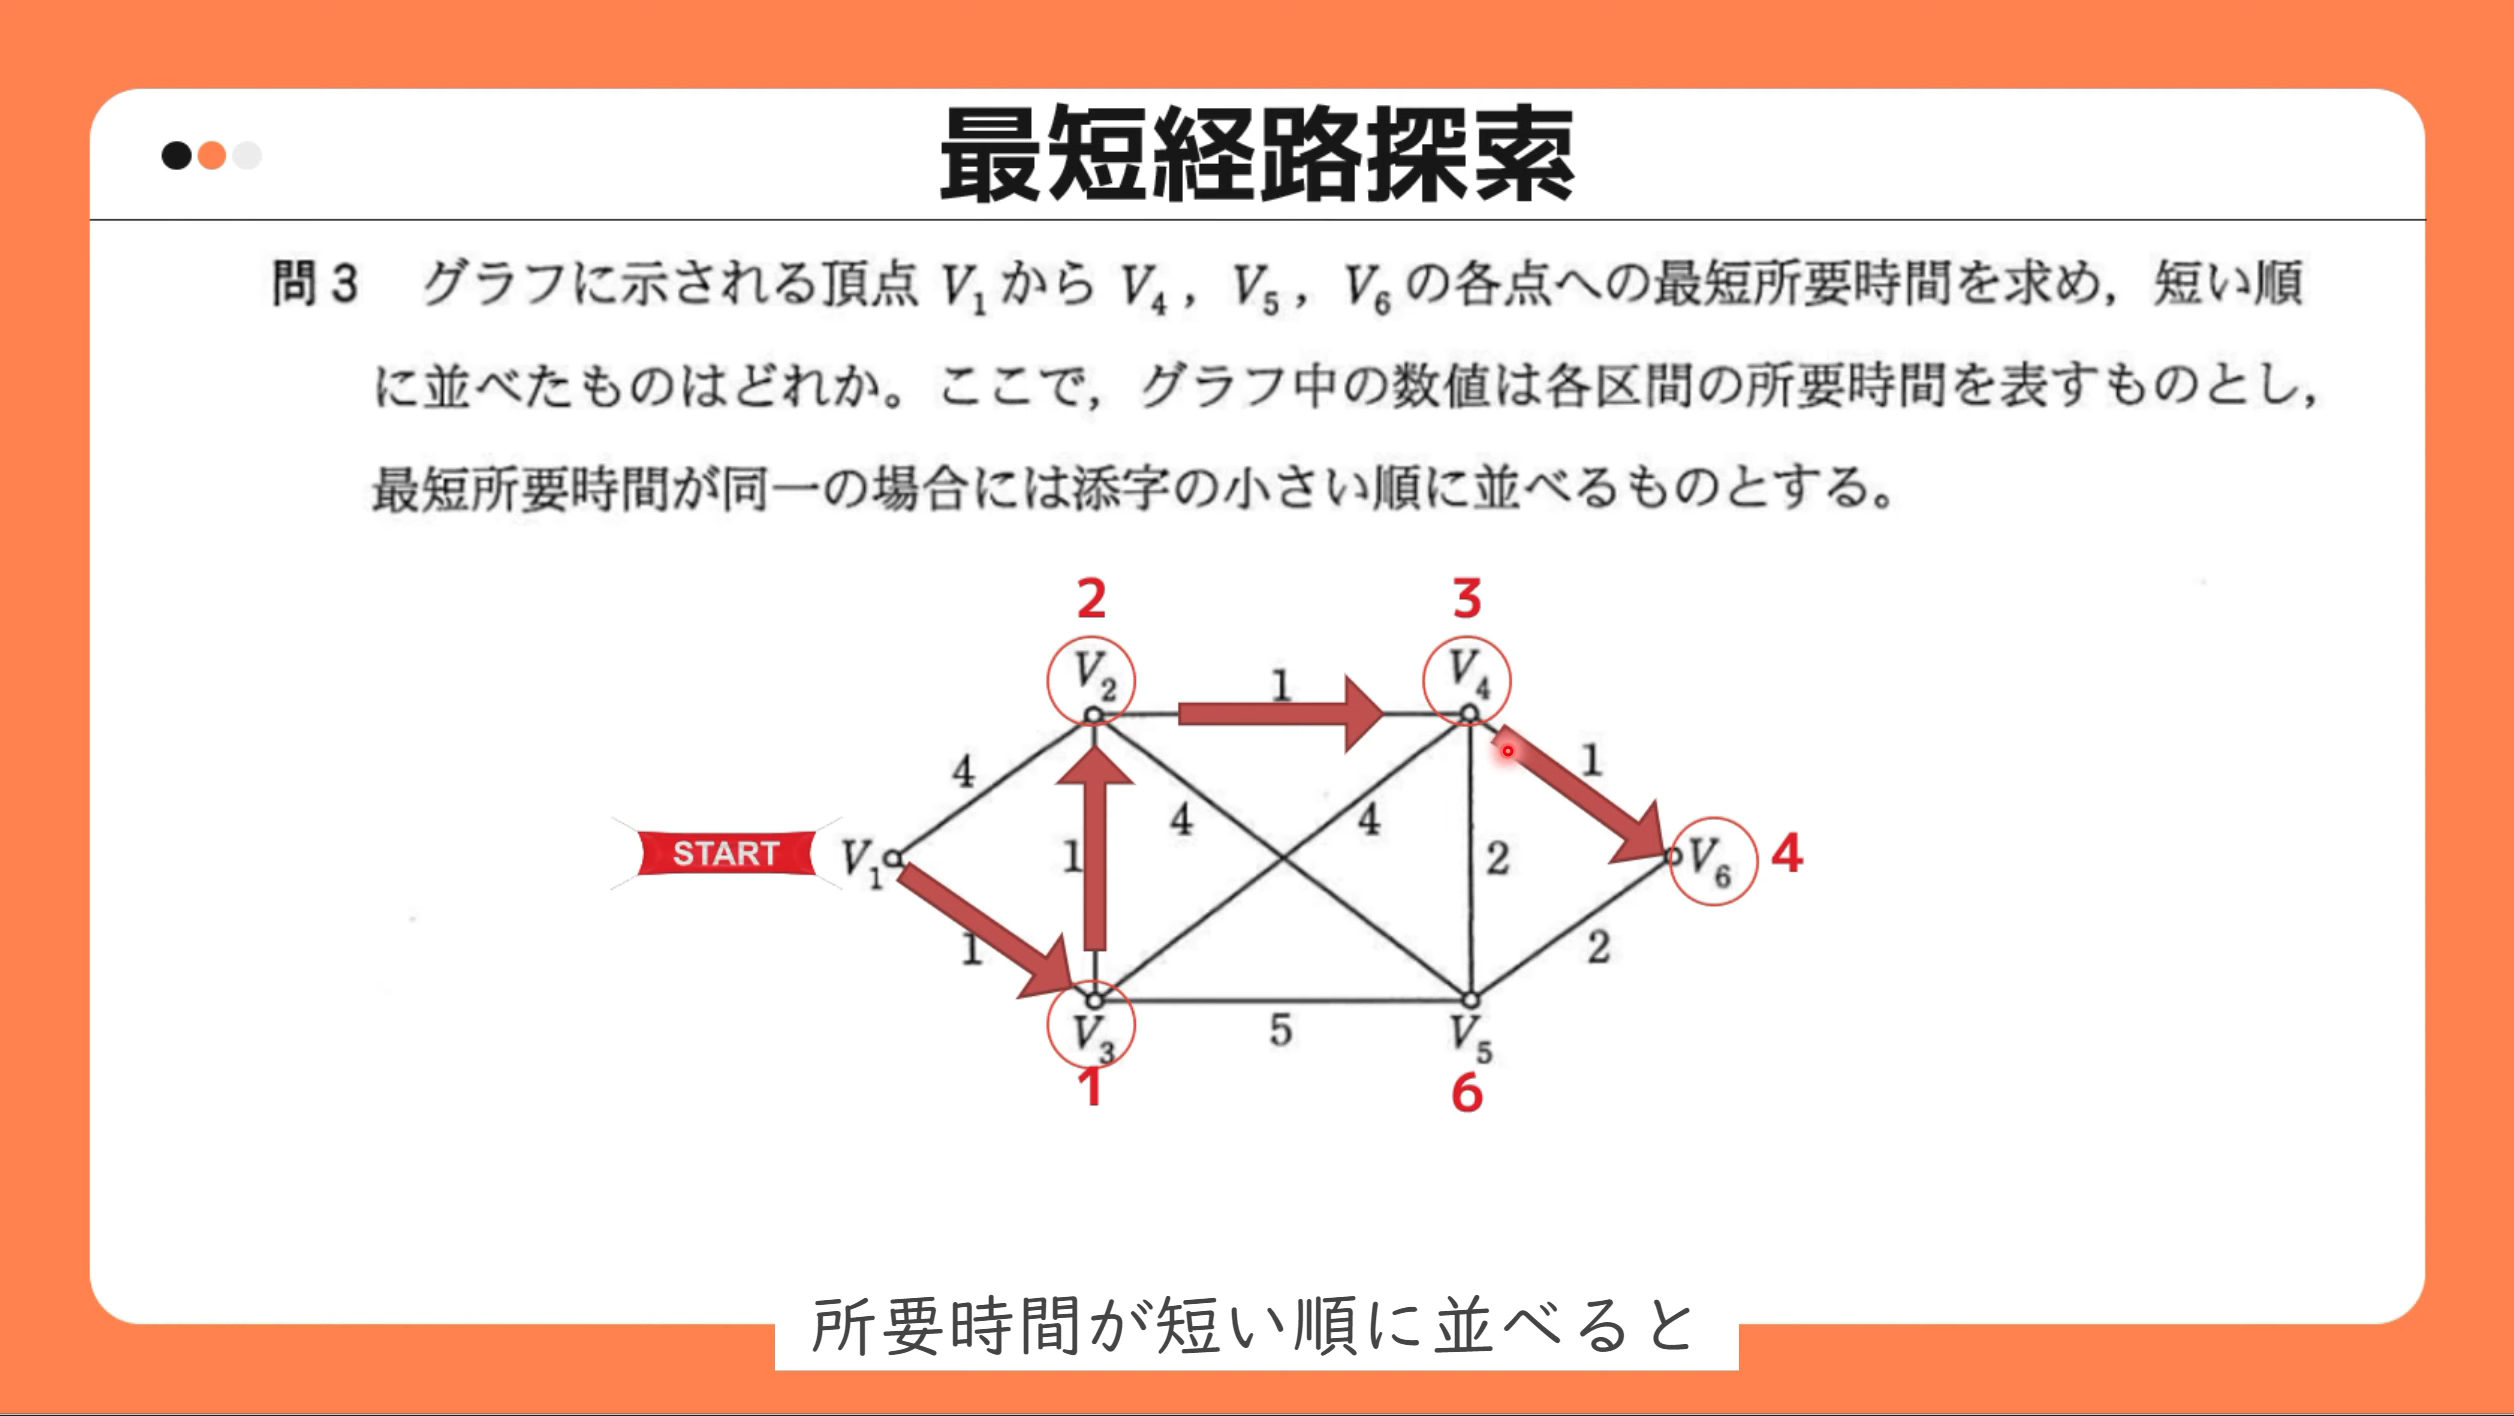 最短経路探索
問3 グラフに示される頂点 V1から V4, V5, V6の各点への最短所要時間を求め,短い順
に並べたものはどれか。ここで,グラフ中の数値は各区間の所要時間を表すものとし,
最短所要時間が同一の場合には添字の小さい順に並べるものとする。
2 3
V2 1 V4
4 1
START V1 1 4 4 2 V6 4
1 2
V3 5 V5
1 6
所要時間が短い順に並べると